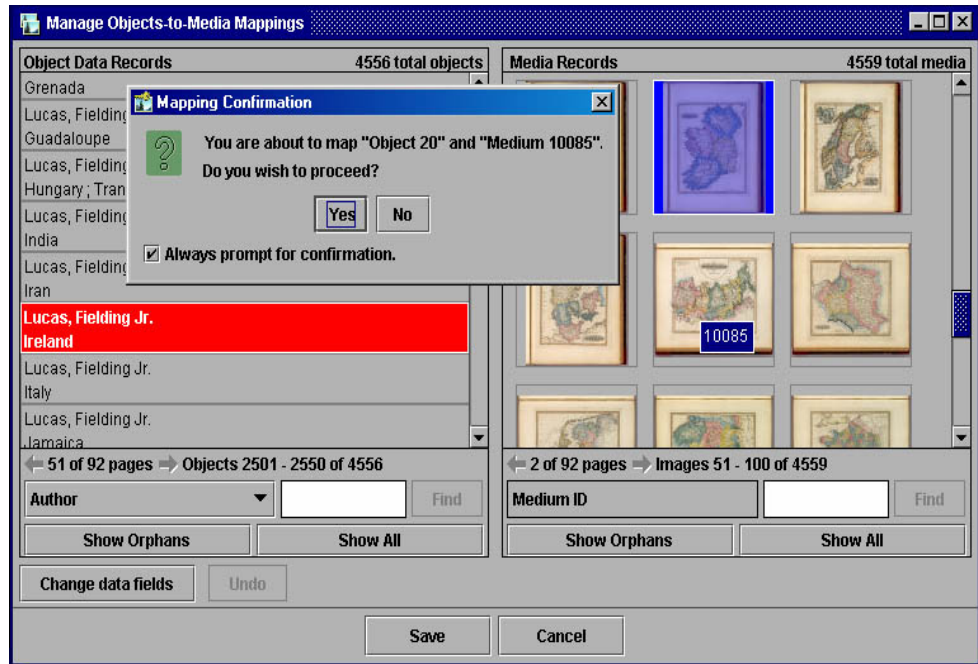 Manage Objects-to-Media Mappings
Object Data Records 4556 total objects
Grenada
Lucas, Fielding
Guadaloupe
Lucas, Fielding
Hungary ; Tran
Lucas, Fielding
India
Lucas, Fielding
Iran
Lucas, Fielding Jr.
Ireland
Lucas, Fielding Jr.
Italy
Lucas, Fielding Jr.
Jamaica
51 of 92 pages Objects 2501 - 2550 of 4556
Author Find
Show Orphans Show All
Mapping Confirmation
You are about to map "Object 20" and "Medium 10085".
Do you wish to proceed?
Yes No
Always prompt for confirmation.
Media Records 4559 total media
10085
2 of 92 pages Images 51 - 100 of 4559
Medium ID Find
Show Orphans Show All
Change data fields Undo
Save Cancel